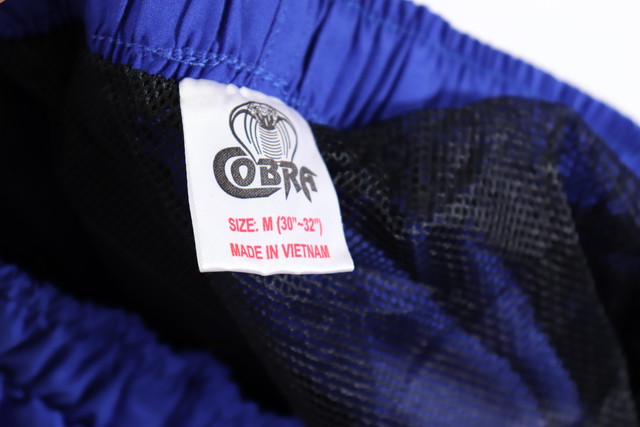 COBRA
SIZE: M (30"~32")
MADE IN VIETNAM